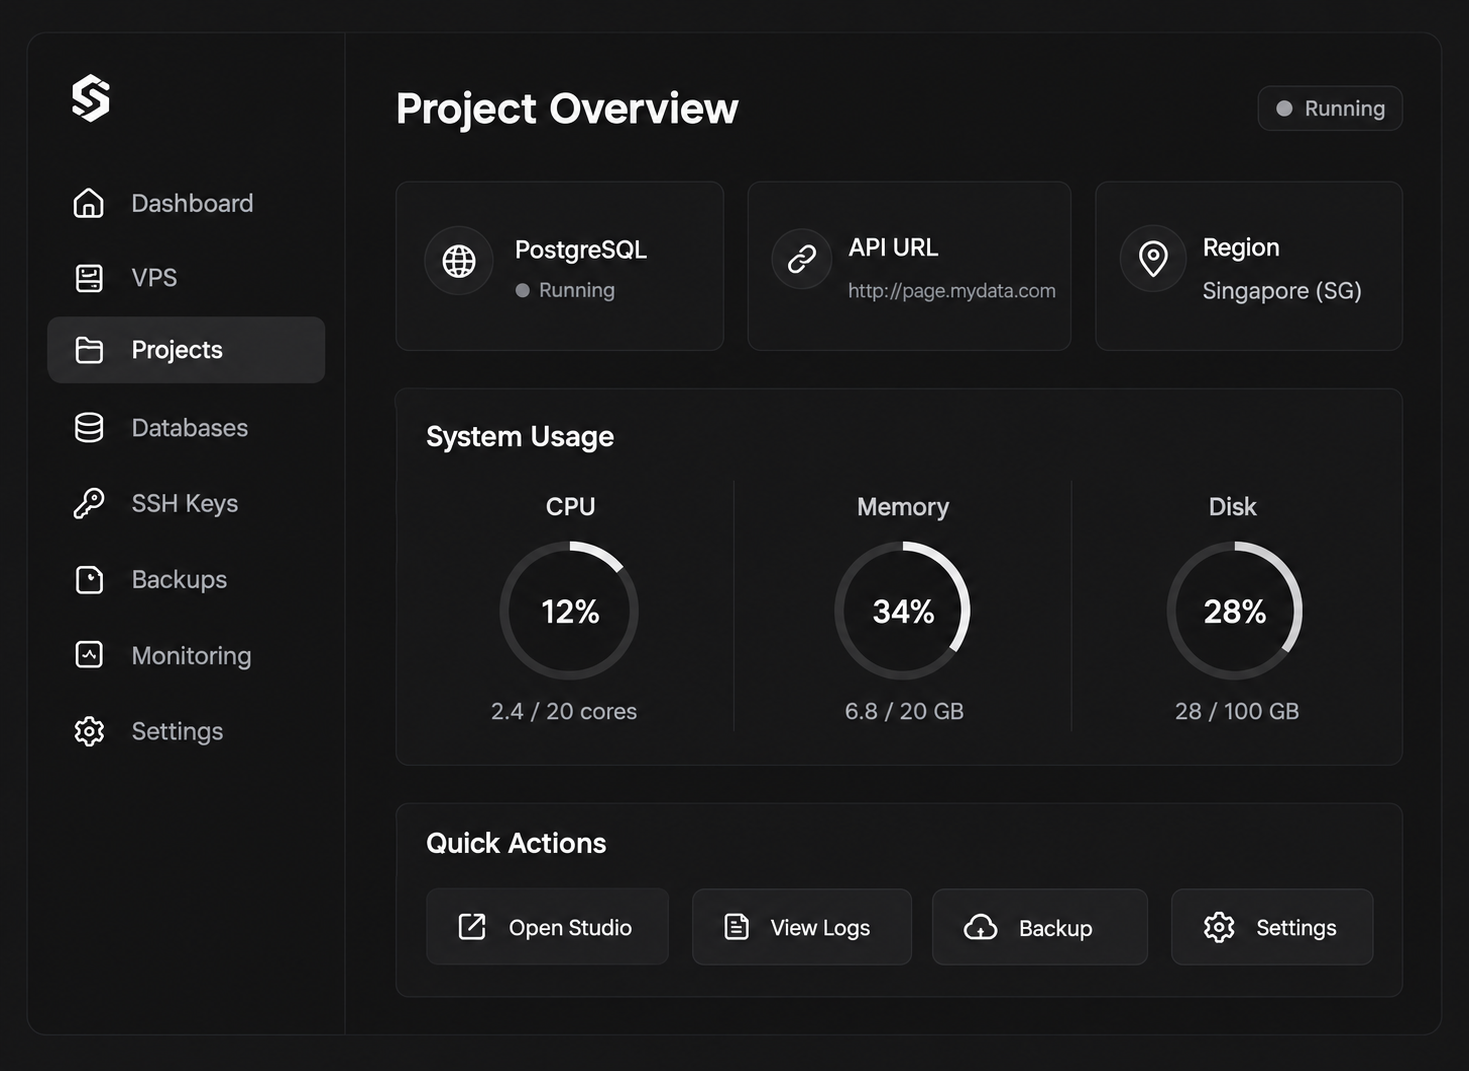 Project Overview
Running
Dashboard
VPS
Projects
Databases
SSH Keys
Backups
Monitoring
Settings
PostgreSQL
Running
API URL
http://page.mydata.com
Region
Singapore (SG)
System Usage
CPU
12%
2.4 / 20 cores
Memory
34%
6.8 / 20 GB
Disk
28%
28 / 100 GB
Quick Actions
Open Studio
View Logs
Backup
Settings